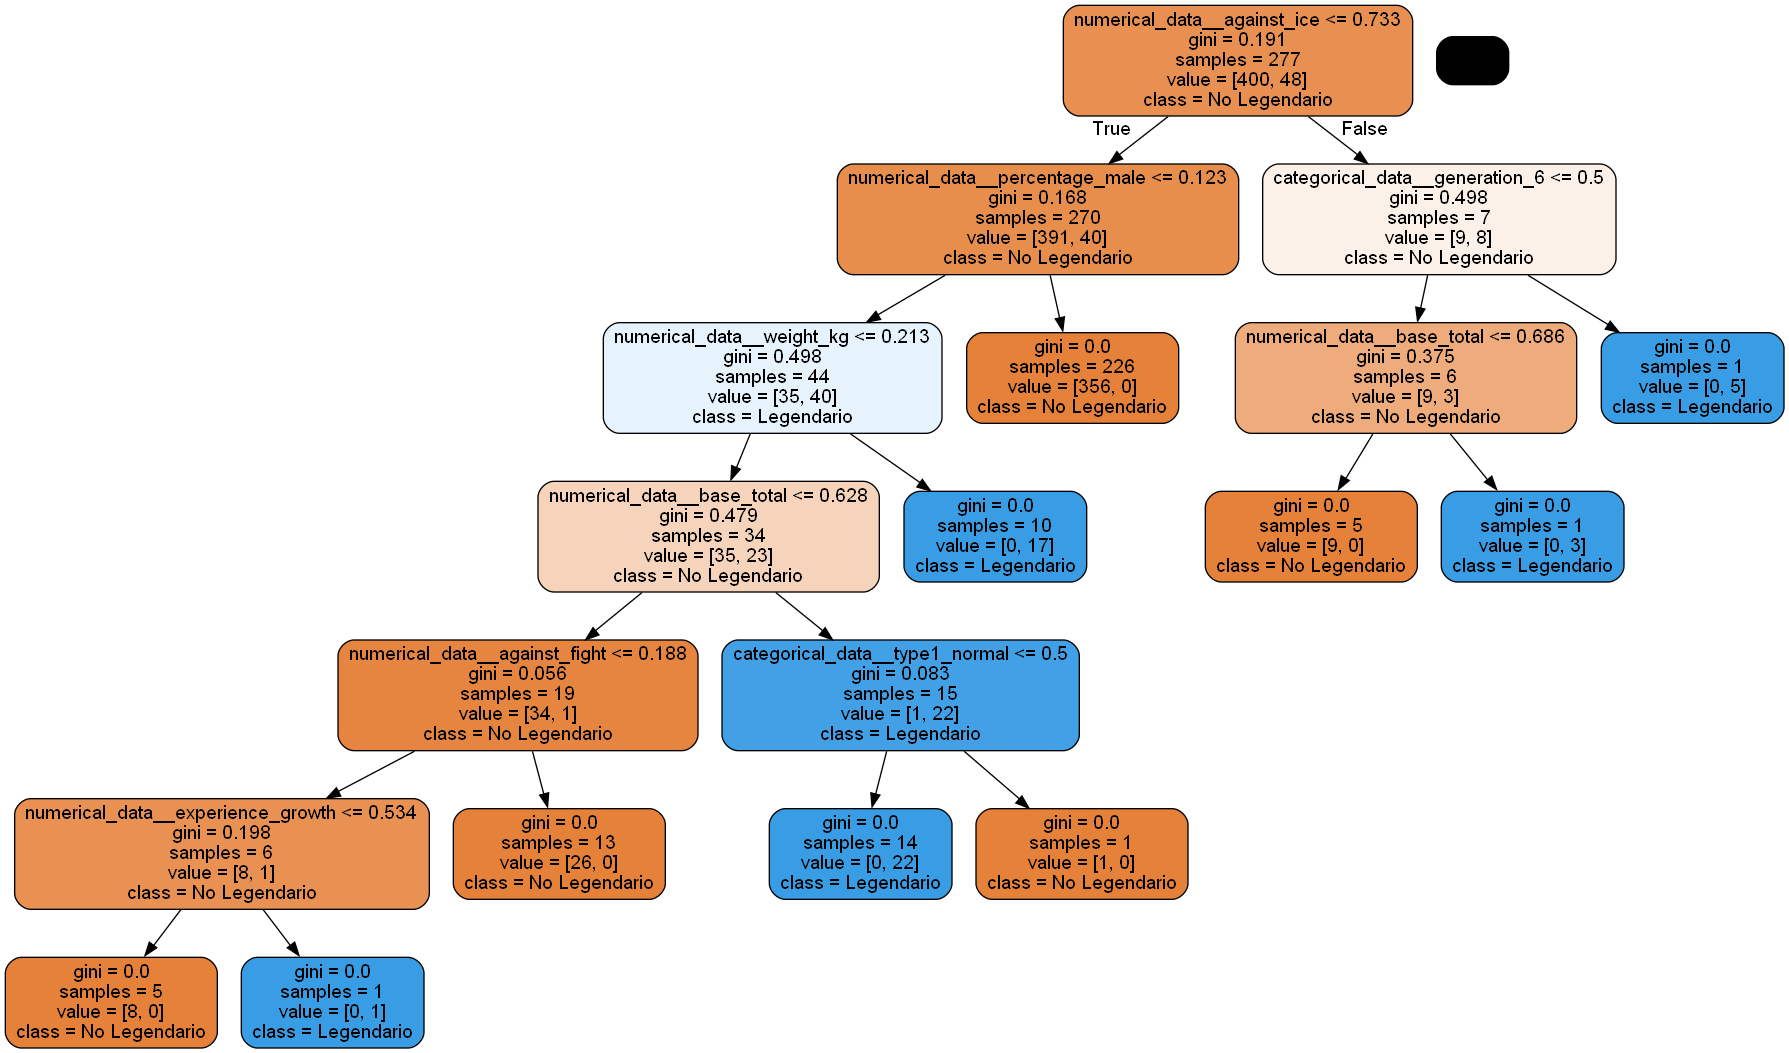 numerical_data__against_ice <= 0.733
gini = 0.191
samples = 277
value = [400, 48]
class = No Legendario
True
False
numerical_data__percentage_male <= 0.123
gini = 0.168
samples = 270
value = [391, 40]
class = No Legendario
categorical_data__generation_6 <= 0.5
gini = 0.498
samples = 7
value = [9, 8]
class = No Legendario
numerical_data__weight_kg <= 0.213
gini = 0.498
samples = 44
value = [35, 40]
class = Legendario
gini = 0.0
samples = 226
value = [356, 0]
class = No Legendario
numerical_data__base_total <= 0.686
gini = 0.375
samples = 6
value = [9, 3]
class = No Legendario
gini = 0.0
samples = 1
value = [0, 5]
class = Legendario
numerical_data__base_total <= 0.628
gini = 0.479
samples = 34
value = [35, 23]
class = No Legendario
gini = 0.0
samples = 10
value = [0, 17]
class = Legendario
gini = 0.0
samples = 5
value = [9, 0]
class = No Legendario
gini = 0.0
samples = 1
value = [0, 3]
class = Legendario
numerical_data__against_fight <= 0.188
gini = 0.056
samples = 19
value = [34, 1]
class = No Legendario
categorical_data__type1_normal <= 0.5
gini = 0.083
samples = 15
value = [1, 22]
class = Legendario
numerical_data__experience_growth <= 0.534
gini = 0.198
samples = 6
value = [8, 1]
class = No Legendario
gini = 0.0
samples = 13
value = [26, 0]
class = No Legendario
gini = 0.0
samples = 14
value = [0, 22]
class = Legendario
gini = 0.0
samples = 1
value = [1, 0]
class = No Legendario
gini = 0.0
samples = 5
value = [8, 0]
class = No Legendario
gini = 0.0
samples = 1
value = [0, 1]
class = Legendario